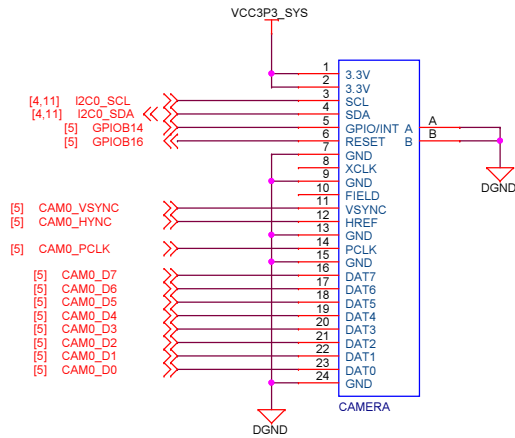 VCC3P3_SYS
1 3.3V
2 3.3V
[4,11] I2C0_SCL 3 SCL
[4,11] I2C0_SDA 4 SDA
[5] GPIOB14 5 GPIO/INT A A
[5] GPIOB16 6 RESET B B
7 GND
8 XCLK
9 GND
10 FIELD
[5] CAM0_VSYNC 11 VSYNC
[5] CAM0_HYNC 12 HREF
13 GND
[5] CAM0_PCLK 14 PCLK
15 GND
[5] CAM0_D7 16 DAT7
[5] CAM0_D6 17 DAT6
[5] CAM0_D5 18 DAT5
[5] CAM0_D4 19 DAT4
[5] CAM0_D3 20 DAT3
[5] CAM0_D2 21 DAT2
[5] CAM0_D1 22 DAT1
[5] CAM0_D0 23 DAT0
24 GND
DGND
CAMERA
DGND